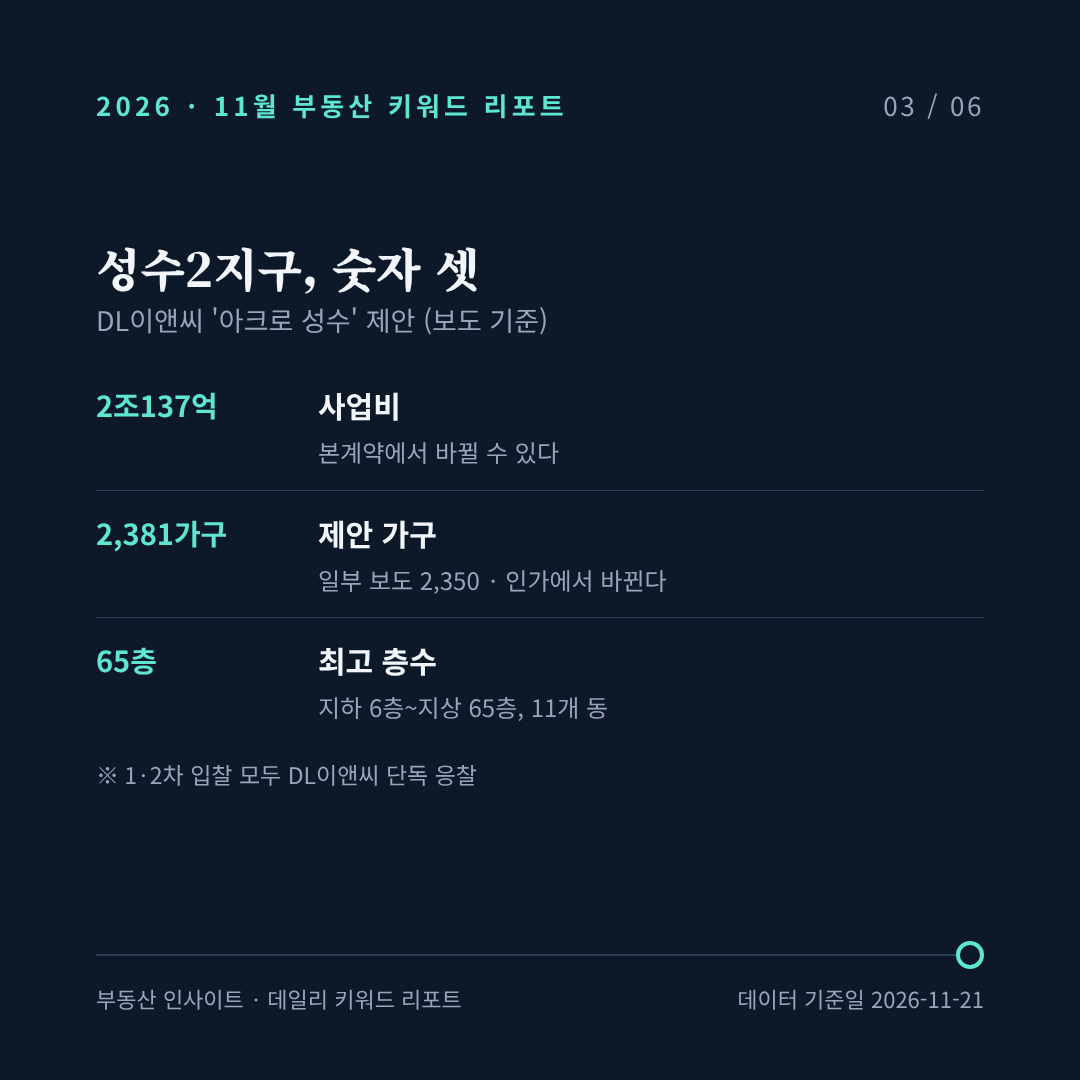 2026 · 11월 부동산 키워드 리포트
03 / 06
성수2지구, 숫자 셋
DL이앤씨 '아크로 성수' 제안 (보도 기준)
2조137억 사업비
본계약에서 바뀔 수 있다
2,381가구 제안 가구
일부 보도 2,350 · 인가에서 바뀐다
65층 최고 층수
지하 6층~지상 65층, 11개 동
※ 1·2차 입찰 모두 DL이앤씨 단독 응찰
부동산 인사이트 · 데일리 키워드 리포트
데이터 기준일 2026-11-21